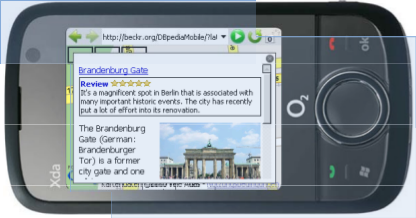 http://beckr.org/DBpediaMobile/?lat
Brandenburg Gate
Review
It's a magnificent spot in Berlin that is associated with
many important historic events. The city has recently
put a lot of effort into its renovation.
The Brandenburg
Gate (German:
Brandenburger
Tor) is a former
city gate and one
Xda
O2
ok